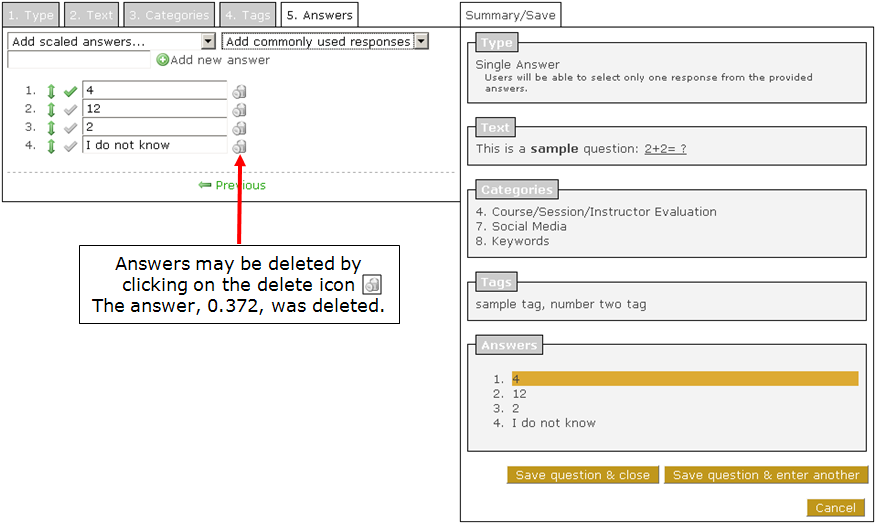 1. Type
2. Text
3. Categories
4. Tags
5. Answers
Add scaled answers...
Add commonly used responses
Add new answer
1. 4
2. 12
3. 2
4. I do not know
Previous
Answers may be deleted by
clicking on the delete icon
The answer, 0.372, was deleted.
Summary/Save
Type
Single Answer
Users will be able to select only one response from the provided
answers.
Text
This is a sample question: 2+2= ?
Categories
4. Course/Session/Instructor Evaluation
7. Social Media
8. Keywords
Tags
sample tag, number two tag
Answers
1. 4
2. 12
3. 2
4. I do not know
Save question & close
Save question & enter another
Cancel